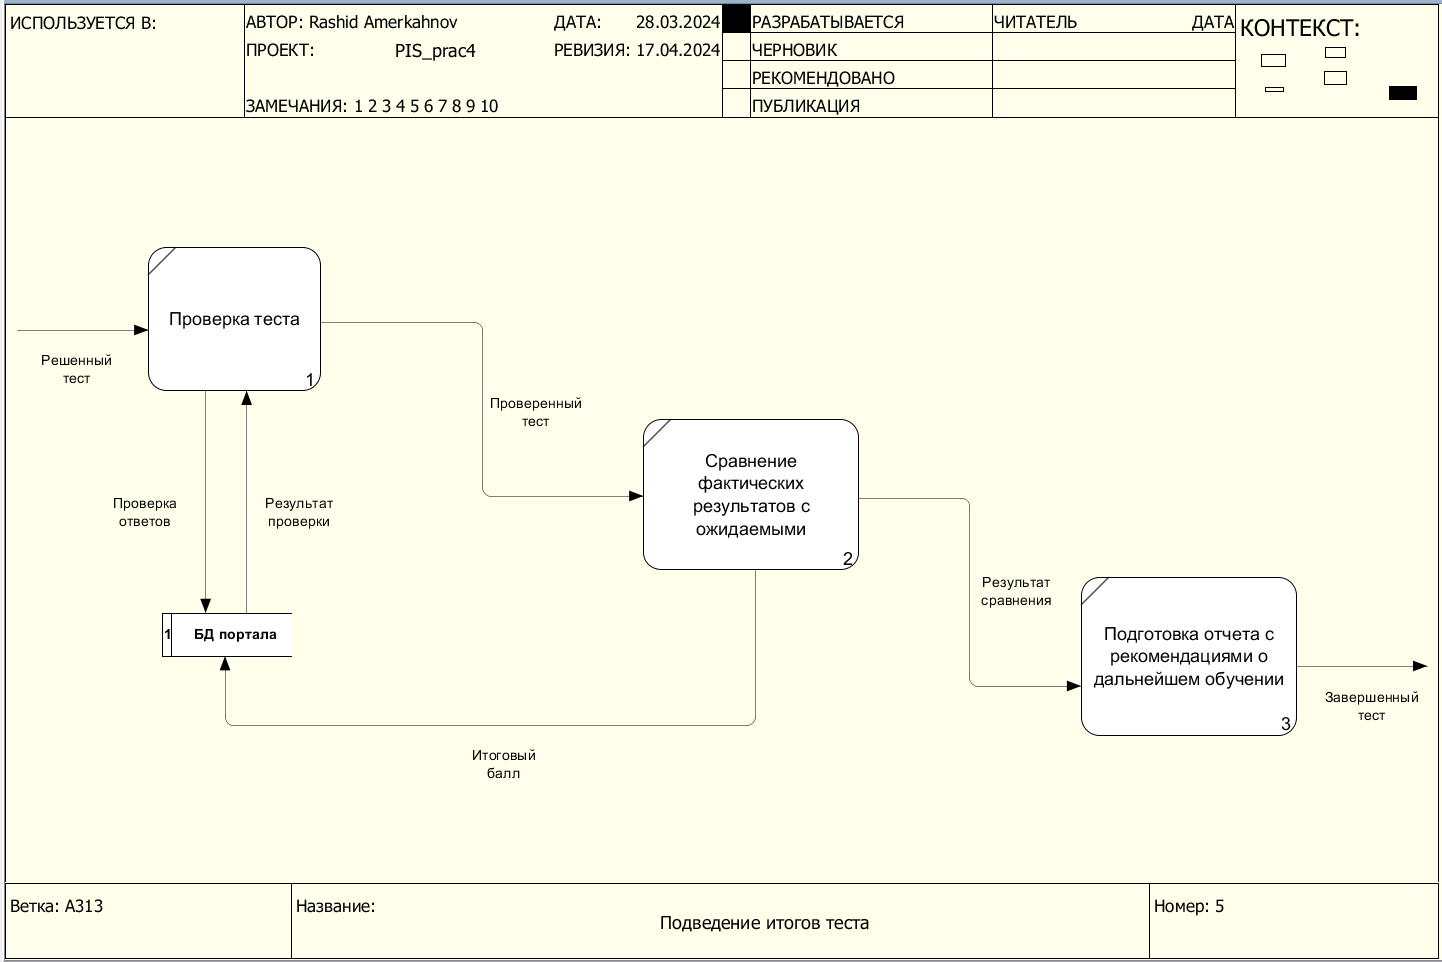 ИСПОЛЬЗУЕТСЯ В:
АВТОР: Rashid Amerkahnov
ДАТА: 28.03.2024
ПРОЕКТ: PIS_prac4
РЕВИЗИЯ: 17.04.2024
ЗАМЕЧАНИЯ: 1 2 3 4 5 6 7 8 9 10
РАЗРАБАТЫВАЕТСЯ
ЧЕРНОВИК
РЕКОМЕНДОВАНО
ПУБЛИКАЦИЯ
ЧИТАТЕЛЬ
ДАТА
КОНТЕКСТ:
Проверка теста
1
Решенный
тест
Проверенный
тест
Сравнение
фактических
результатов с
ожидаемыми
2
Проверка
ответов
Результат
проверки
1 БД портала
Результат
сравнения
Подготовка отчета с
рекомендациями о
дальнейшем обучении
3
Завершенный
тест
Итоговый
балл
Ветка: A313
Название:
Подведение итогов теста
Номер: 5